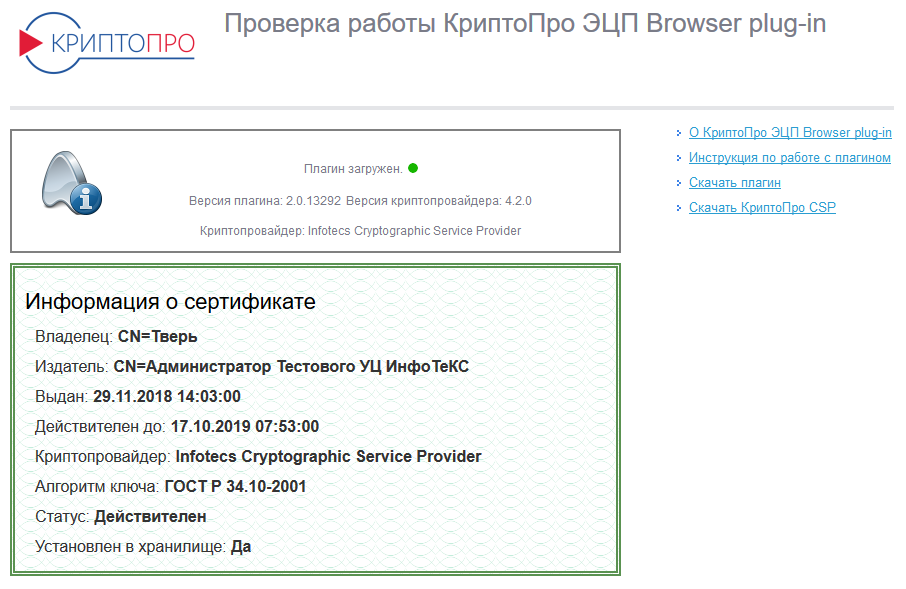 КРИПТОПРО
Проверка работы КриптоПро ЭЦП Browser plug-in
Плагин загружен.
Версия плагина: 2.0.13292 Версия криптопровайдера: 4.2.0
Криптопровайдер: Infotecs Cryptographic Service Provider
О КриптоПро ЭЦП Browser plug-in
Инструкция по работе с плагином
Скачать плагин
Скачать КриптоПро CSP
Информация о сертификате
Владелец: CN=Тверь
Издатель: CN=Администратор Тестового УЦ ИнфоТеКС
Выдан: 29.11.2018 14:03:00
Действителен до: 17.10.2019 07:53:00
Криптопровайдер: Infotecs Cryptographic Service Provider
Алгоритм ключа: ГОСТ Р 34.10-2001
Статус: Действителен
Установлен в хранилище: Да